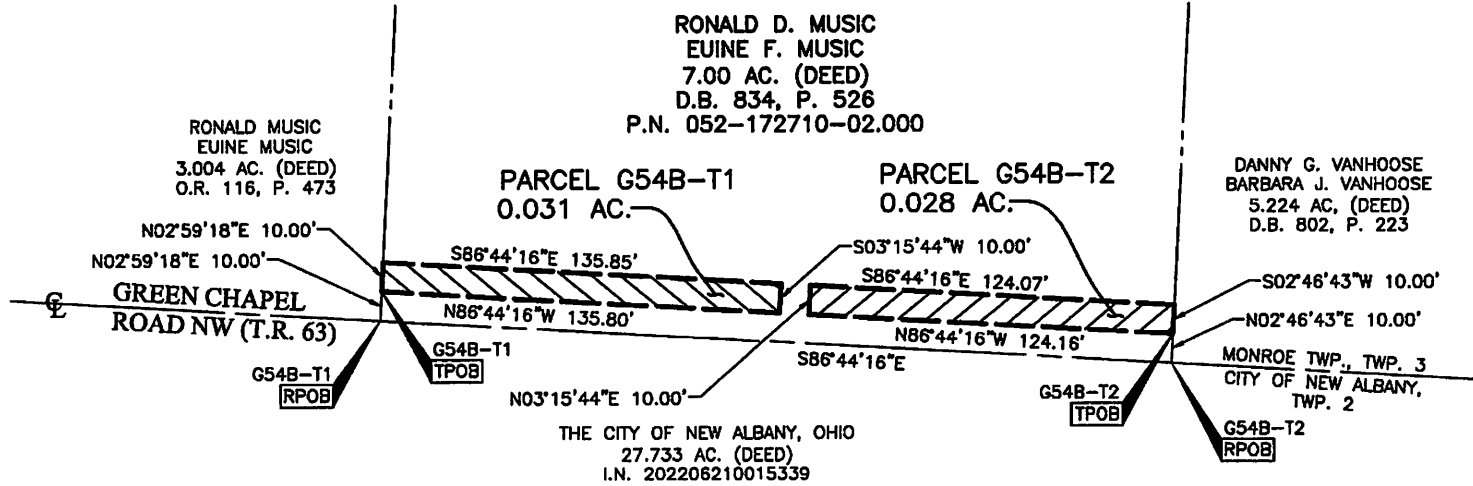 RONALD D. MUSIC
EUINE F. MUSIC
7.00 AC. (DEED)
D.B. 834, P. 526
P.N. 052-172710-02.000
RONALD MUSIC
EUINE MUSIC
3.004 AC. (DEED)
O.R. 116, P. 473
PARCEL G54B-T1
0.031 AC.
PARCEL G54B-T2
0.028 AC.
DANNY G. VANHOOSE
BARBARA J. VANHOOSE
5.224 AC, (DEED)
D.B. 802, P. 223
N02°59'18"E 10.00'
N02°59'18"E 10.00'
S86°44'16"E 135.85'
S03°15'44"W 10.00'
S86°44'16"E 124.07'
S02°46'43"W 10.00'
N02°46'43"E 10.00'
℄ GREEN CHAPEL
ROAD NW (T.R. 63)
N86°44'16"W 135.80'
N86°44'16"W 124.16'
S86°44'16"E
MONROE TWP., TWP. 3
CITY OF NEW ALBANY,
TWP. 2
G54B-T1
TPOB
G54B-T1
RPOB
N03°15'44"E 10.00'
G54B-T2
TPOB
G54B-T2
RPOB
THE CITY OF NEW ALBANY, OHIO
27.733 AC. (DEED)
I.N. 202206210015339